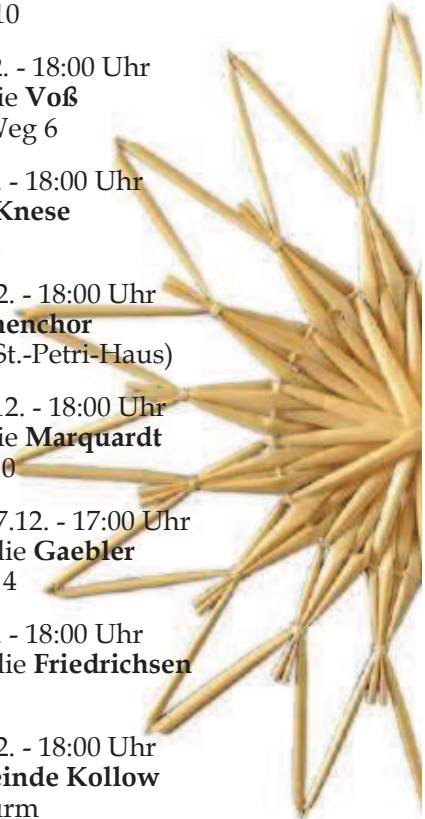 10
2. - 18:00 Uhr
ie Voß
Weg 6
. - 18:00 Uhr
Knese
2. - 18:00 Uhr
henchor
St.-Petri-Haus)
12. - 18:00 Uhr
ie Marquardt
0
7.12. - 17:00 Uhr
lie Gaebler
4
. - 18:00 Uhr
lie Friedrichsen
2. - 18:00 Uhr
einde Kollow
urm